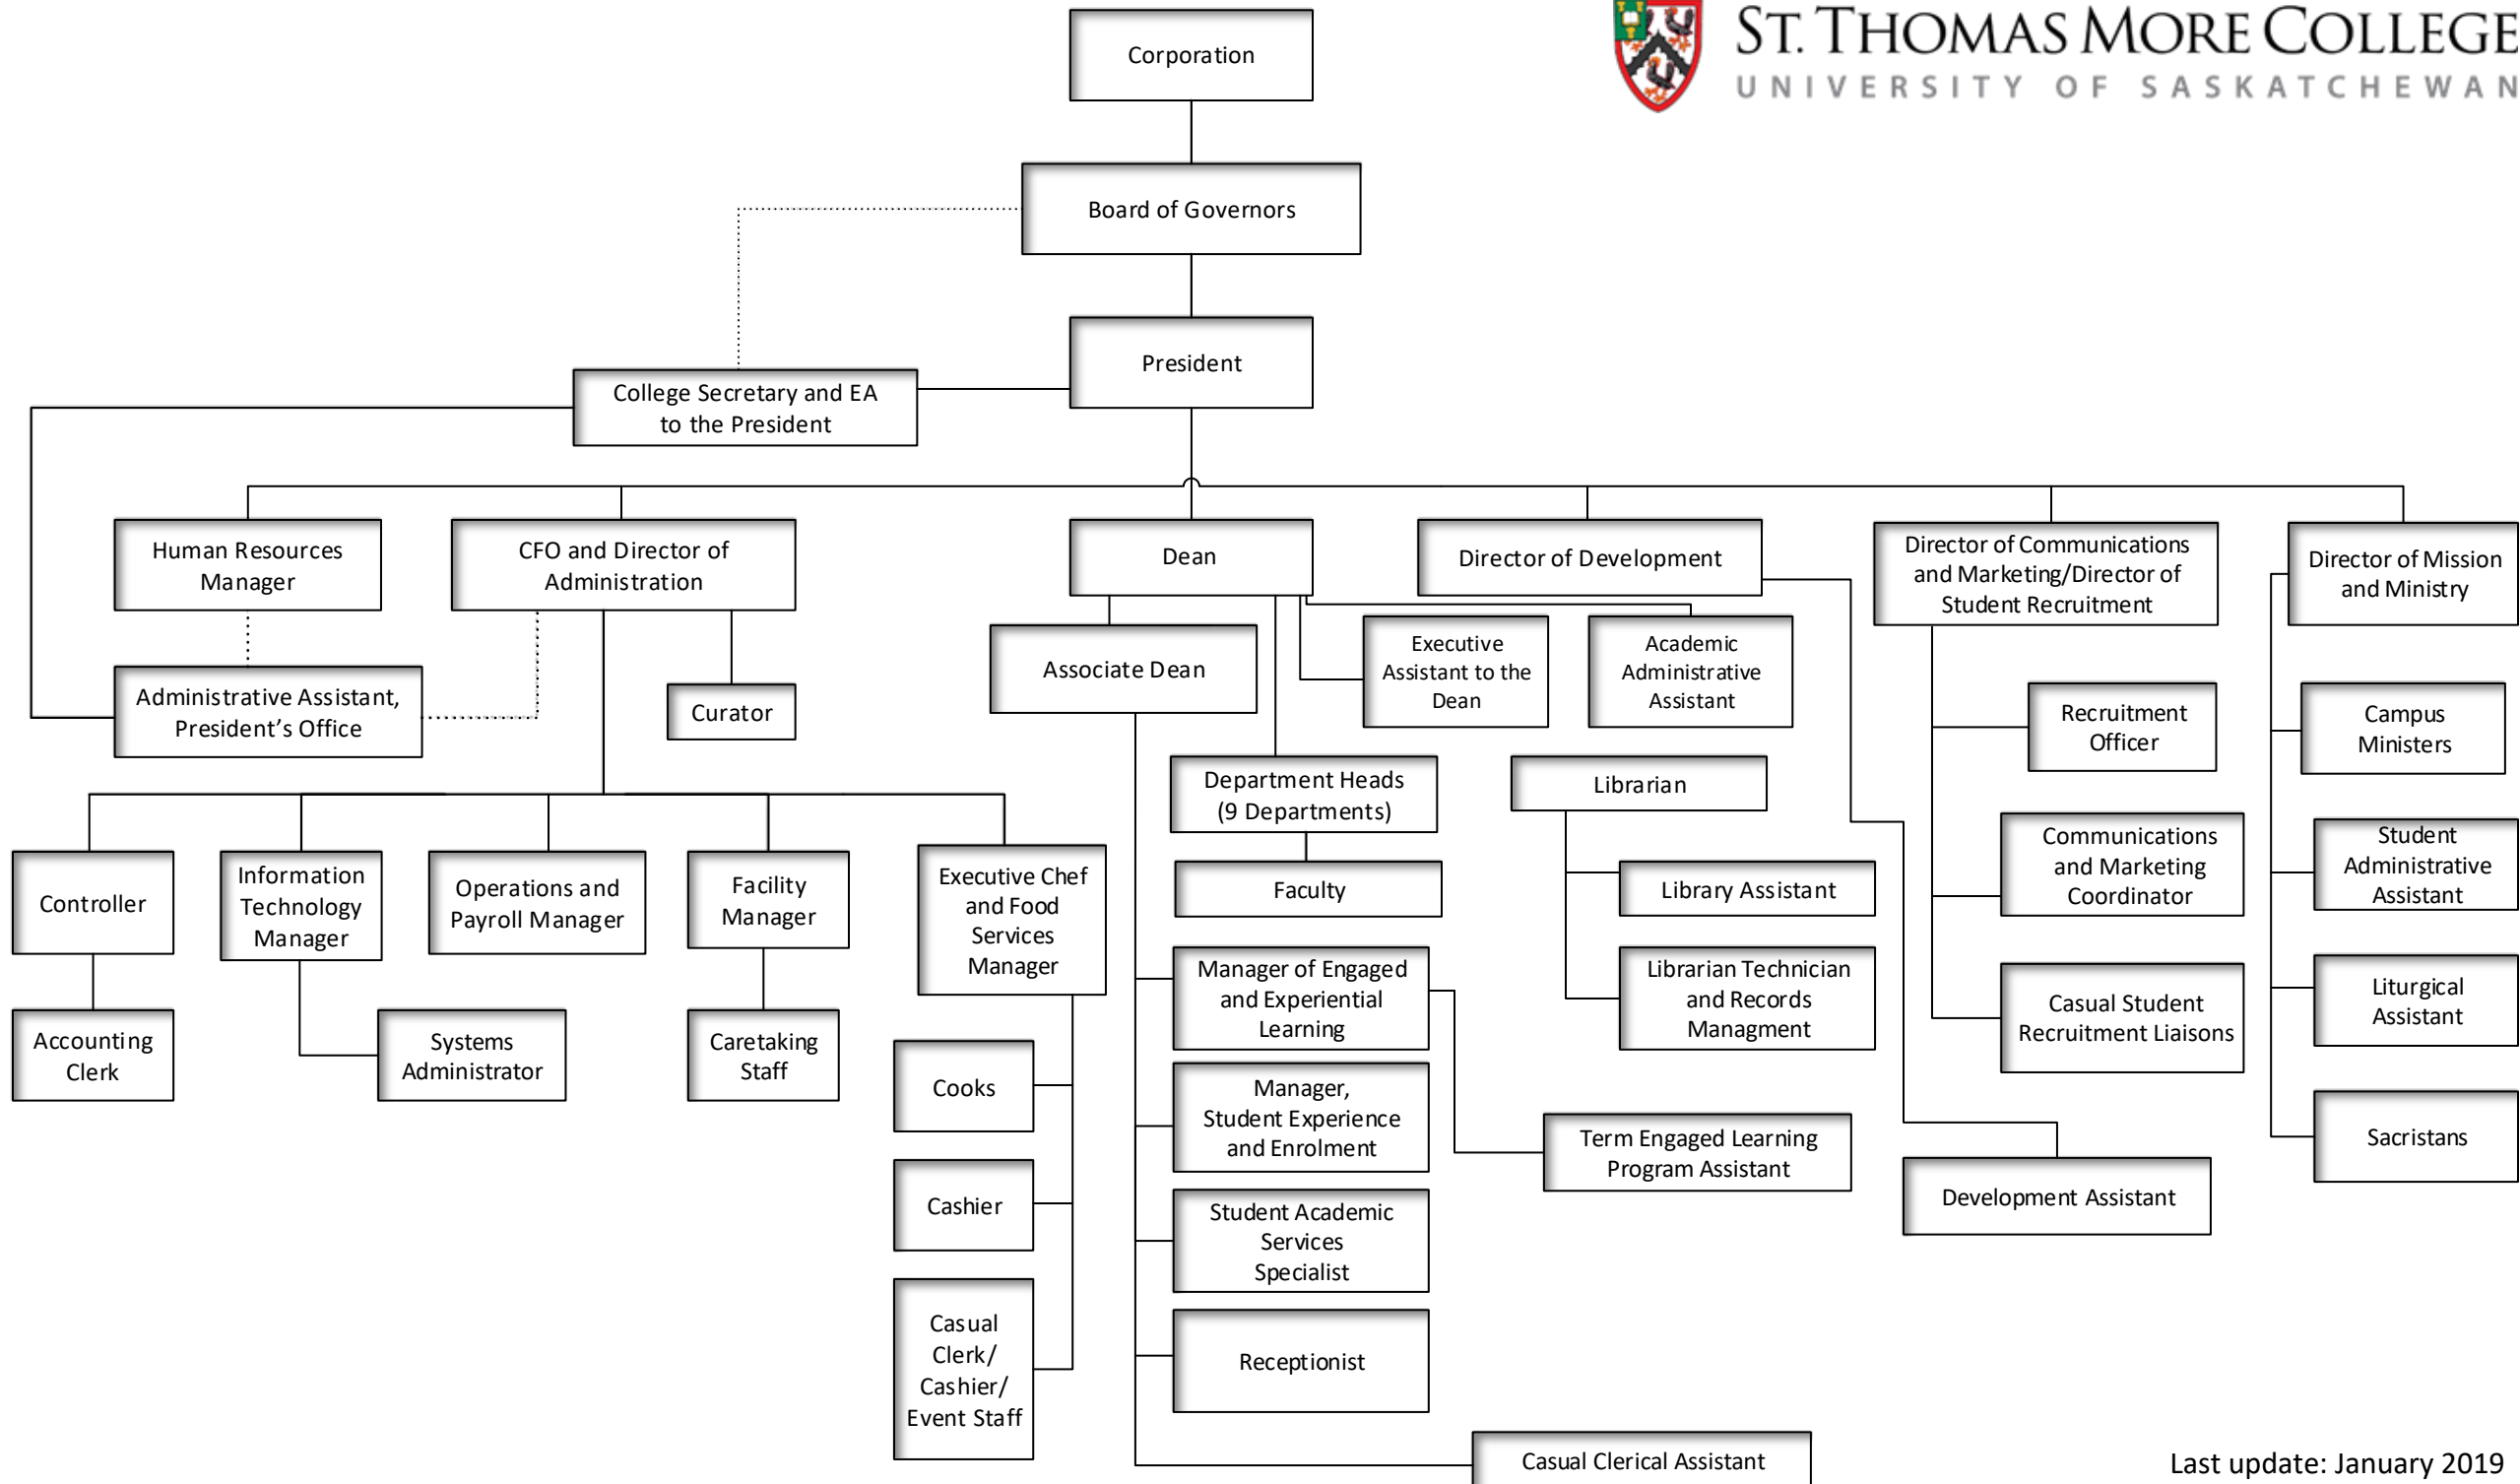 ST. THOMAS MORE COLLEGE
UNIVERSITY OF SASKATCHEWAN
Corporation
Board of Governors
President
College Secretary and EA
to the President
Human Resources
Manager
CFO and Director of
Administration
Dean
Director of Development
Director of Communications
and Marketing/Director of
Student Recruitment
Director of Mission
and Ministry
Administrative Assistant,
President's Office
Curator
Associate Dean
Executive
Assistant to the
Dean
Academic
Administrative
Assistant
Recruitment
Officer
Campus
Ministers
Department Heads
(9 Departments)
Librarian
Controller
Information
Technology
Manager
Operations and
Payroll Manager
Facility
Manager
Executive Chef
and Food
Services
Manager
Faculty
Library Assistant
Communications
and Marketing
Coordinator
Student
Administrative
Assistant
Manager of Engaged
and Experiential
Learning
Librarian Technician
and Records
Managment
Casual Student
Recruitment Liaisons
Liturgical
Assistant
Accounting
Clerk
Systems
Administrator
Caretaking
Staff
Cooks
Manager,
Student Experience
and Enrolment
Term Engaged Learning
Program Assistant
Sacristans
Cashier
Student Academic
Services
Specialist
Development Assistant
Casual
Clerk/
Cashier/
Event Staff
Receptionist
Casual Clerical Assistant
Last update: January 2019